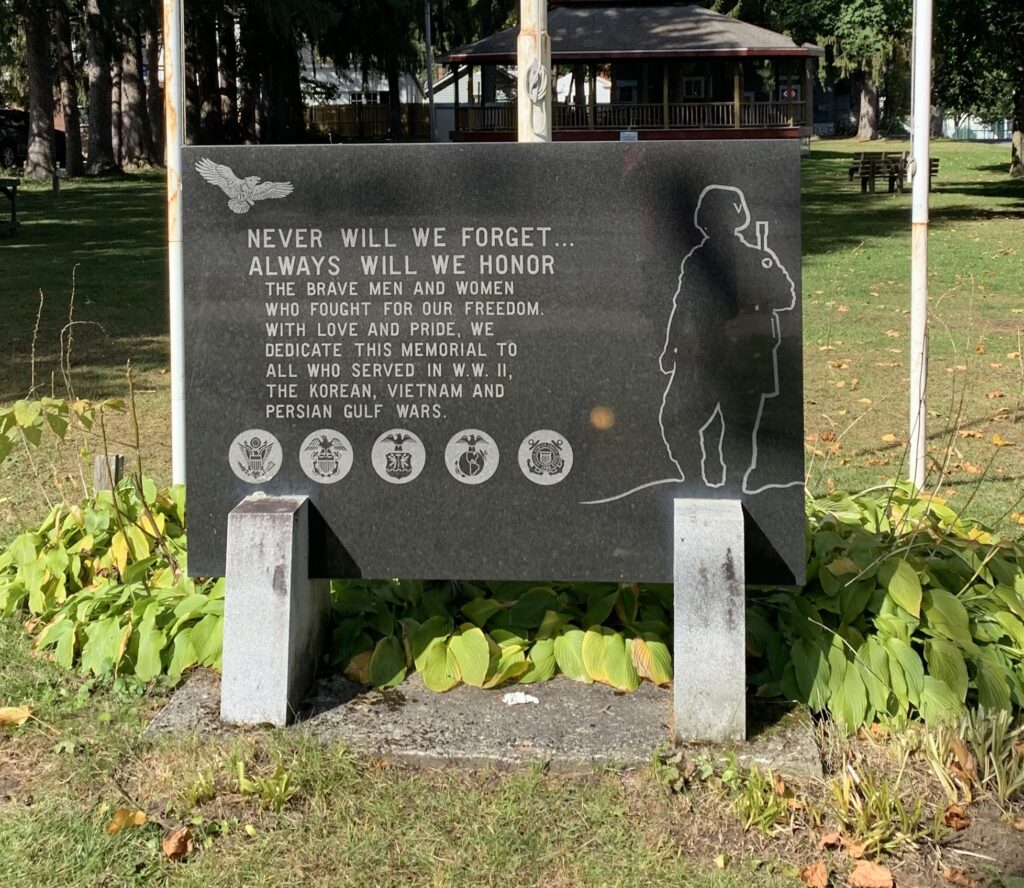 NEVER WILL WE FORGET...
ALWAYS WILL WE HONOR
THE BRAVE MEN AND WOMEN
WHO FOUGHT FOR OUR FREEDOM.
WITH LOVE AND PRIDE, WE
DEDICATE THIS MEMORIAL TO
ALL WHO SERVED IN W.W. II,
THE KOREAN, VIETNAM AND
PERSIAN GULF WARS.